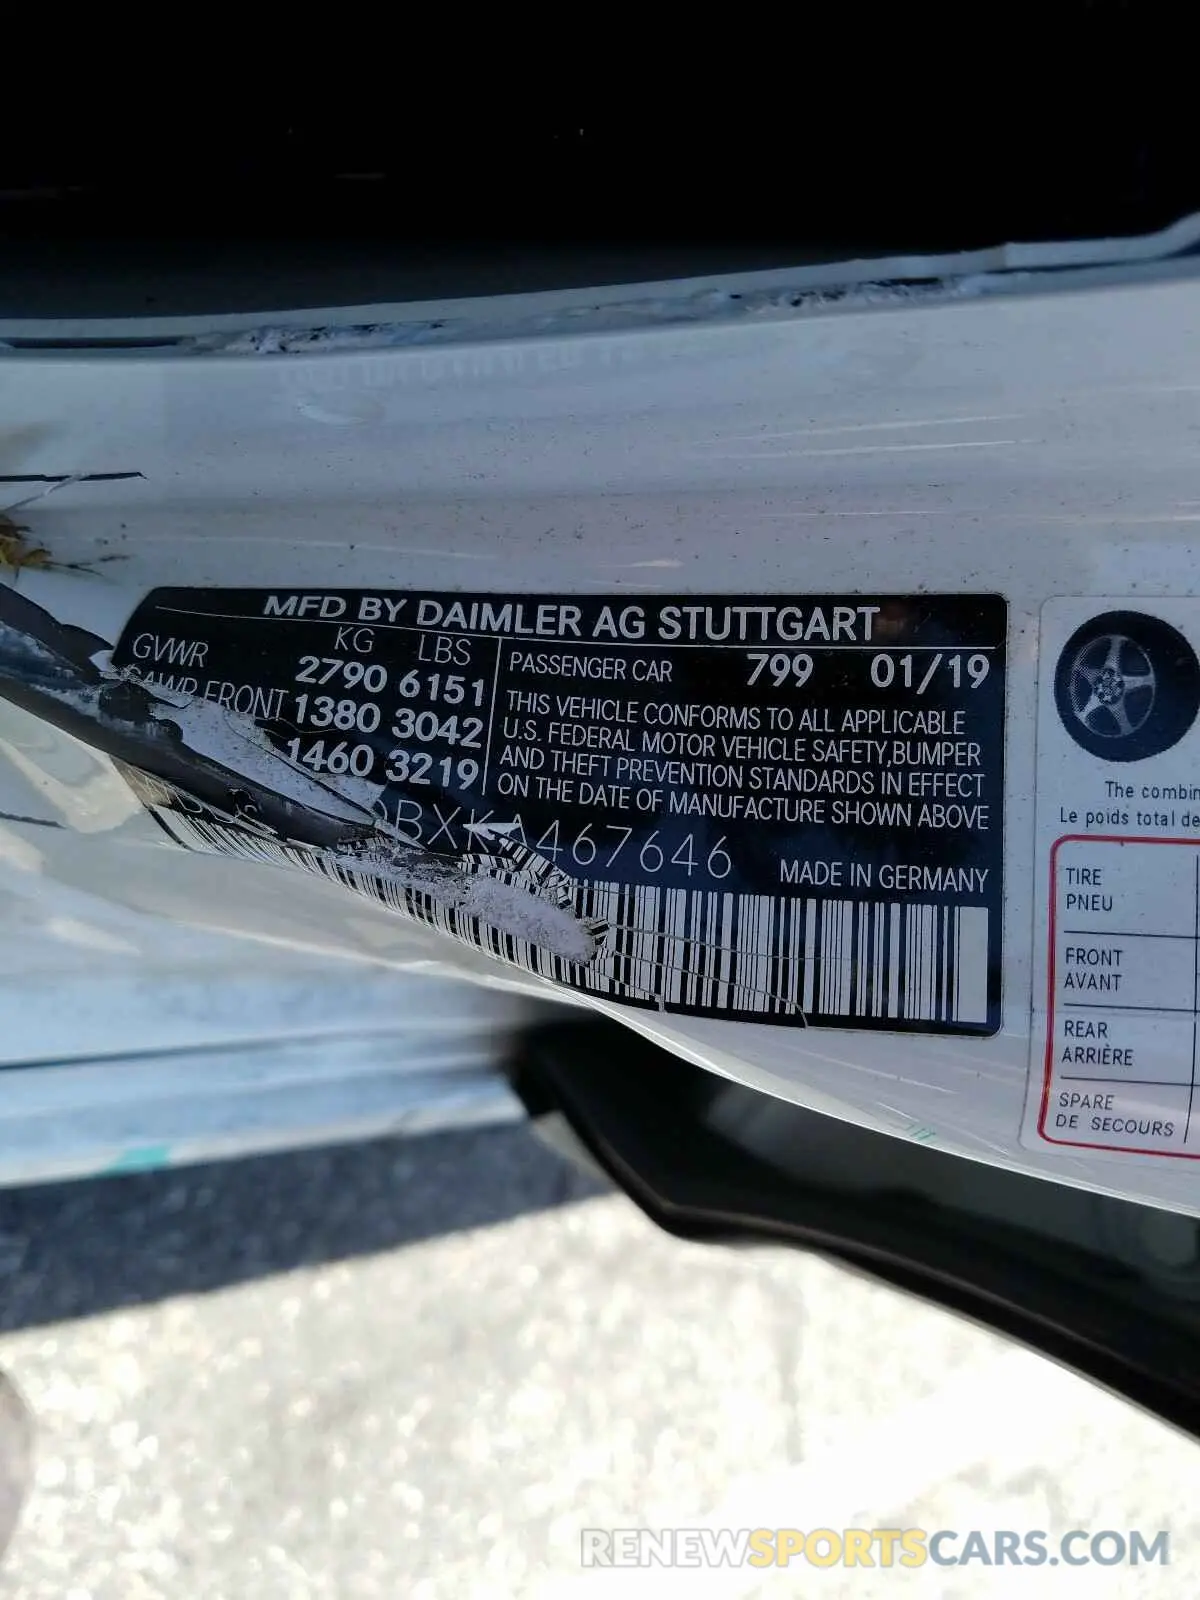 MFD BY DAIMLER AG STUTTGART
KG LBS
GVWR 2790 6151
FRONT 1380 3042
1460 3219
PASSENGER CAR 799 01/19
THIS VEHICLE CONFORMS TO ALL APPLICABLE
U.S. FEDERAL MOTOR VEHICLE SAFETY,BUMPER
AND THEFT PREVENTION STANDARDS IN EFFECT
ON THE DATE OF MANUFACTURE SHOWN ABOVE
467646
MADE IN GERMANY
The combin
Le poids total de
TIRE
PNEU
FRONT
AVANT
REAR
ARRIÈRE
SPARE
DE SECOURS
RENEWSPORTSCARS.COM